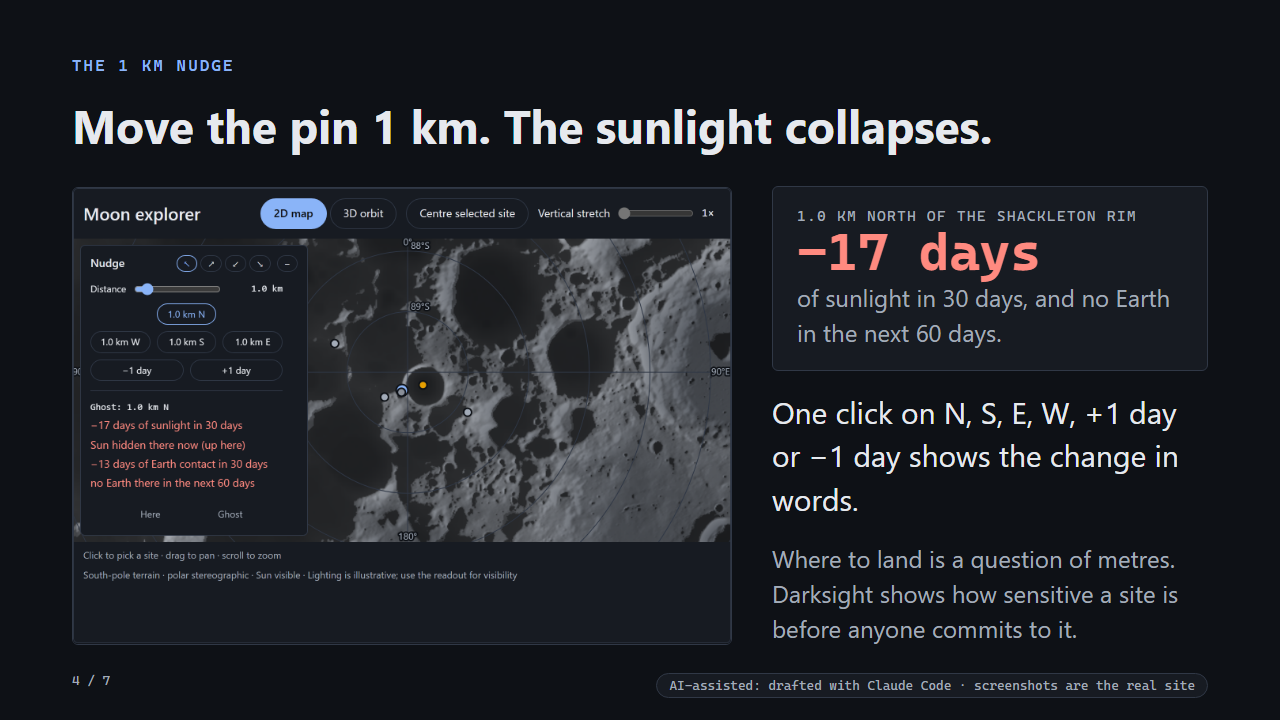 THE 1 KM NUDGE
Move the pin 1 km. The sunlight collapses.
Moon explorer
2D map
3D orbit
Centre selected site
Vertical stretch
1×
Nudge
↖ ↗ ↙ ↘ −
Distance
1.0 km
1.0 km N
1.0 km W
1.0 km S
1.0 km E
−1 day
+1 day
Ghost: 1.0 km N
−17 days of sunlight in 30 days
Sun hidden there now (up here)
−13 days of Earth contact in 30 days
no Earth there in the next 60 days
Here
Ghost
0°
88°S
89°S
90°E
180°
Click to pick a site · drag to pan · scroll to zoom
South-pole terrain · polar stereographic · Sun visible · Lighting is illustrative; use the readout for visibility
1.0 KM NORTH OF THE SHACKLETON RIM
−17 days
of sunlight in 30 days, and no Earth
in the next 60 days.
One click on N, S, E, W, +1 day
or −1 day shows the change in
words.
Where to land is a question of metres.
Darksight shows how sensitive a site is
before anyone commits to it.
4 / 7
AI-assisted: drafted with Claude Code · screenshots are the real site